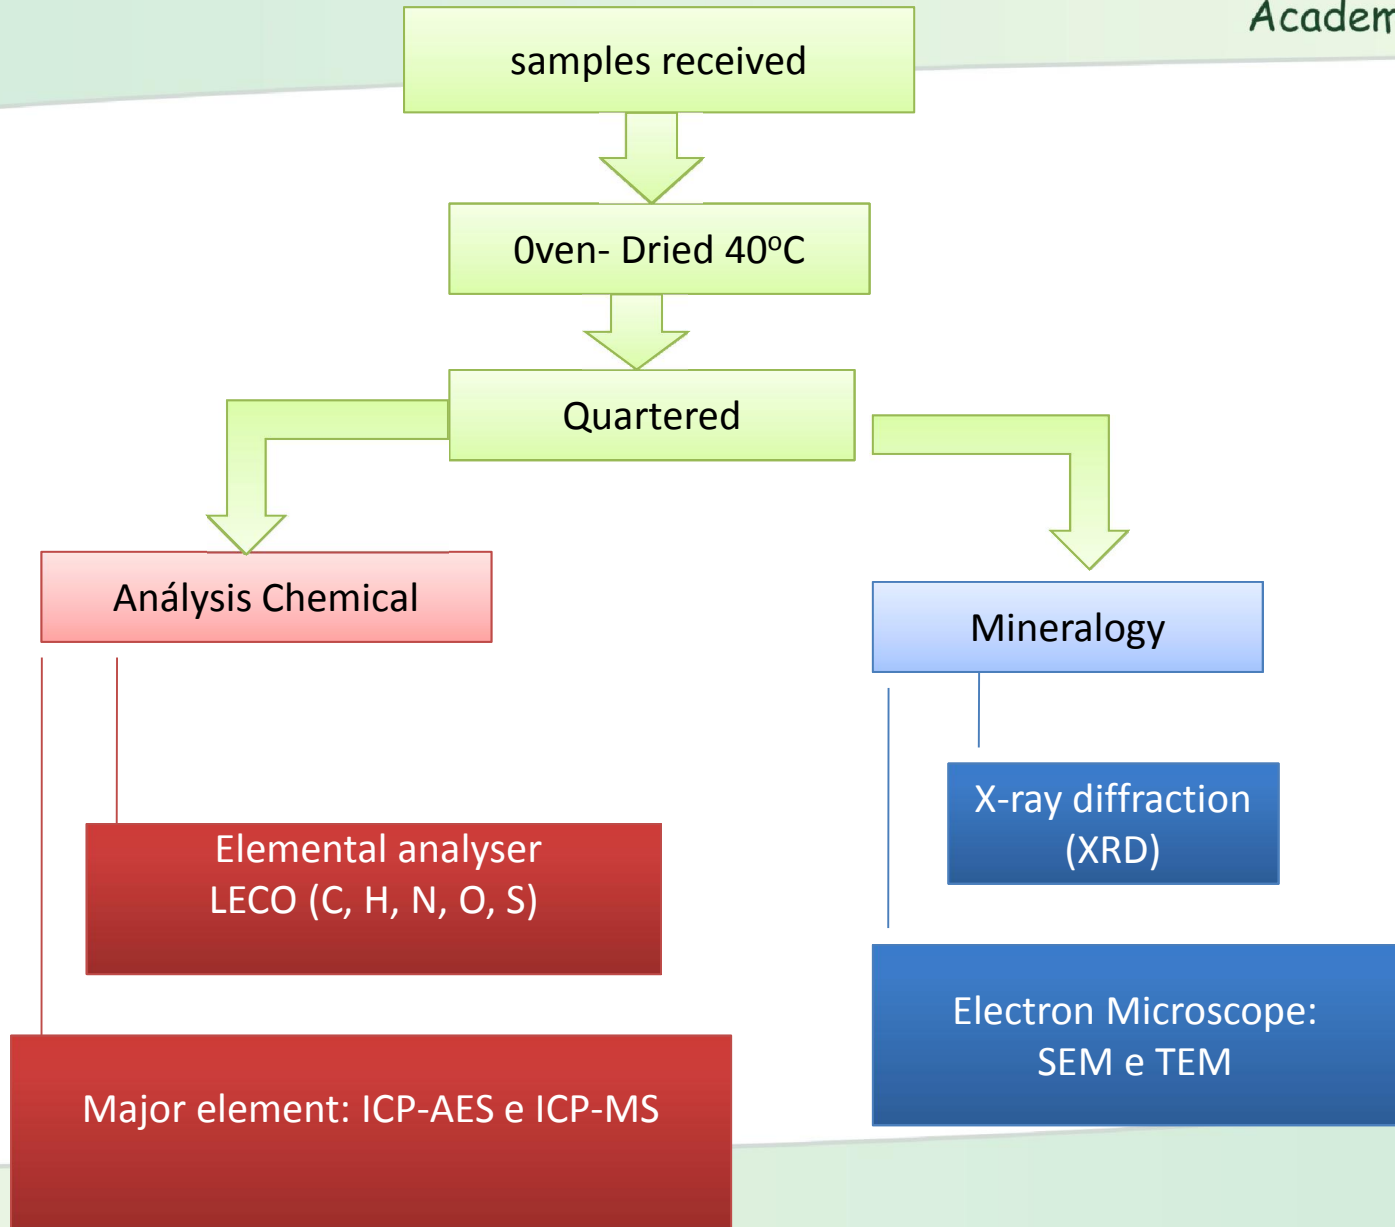 Academ
samples received
0ven- Dried 40ºC
Quartered
Análysis Chemical
Mineralogy
X-ray diffraction
(XRD)
Elemental analyser
LECO (C, H, N, O, S)
Electron Microscope:
SEM e TEM
Major element: ICP-AES e ICP-MS